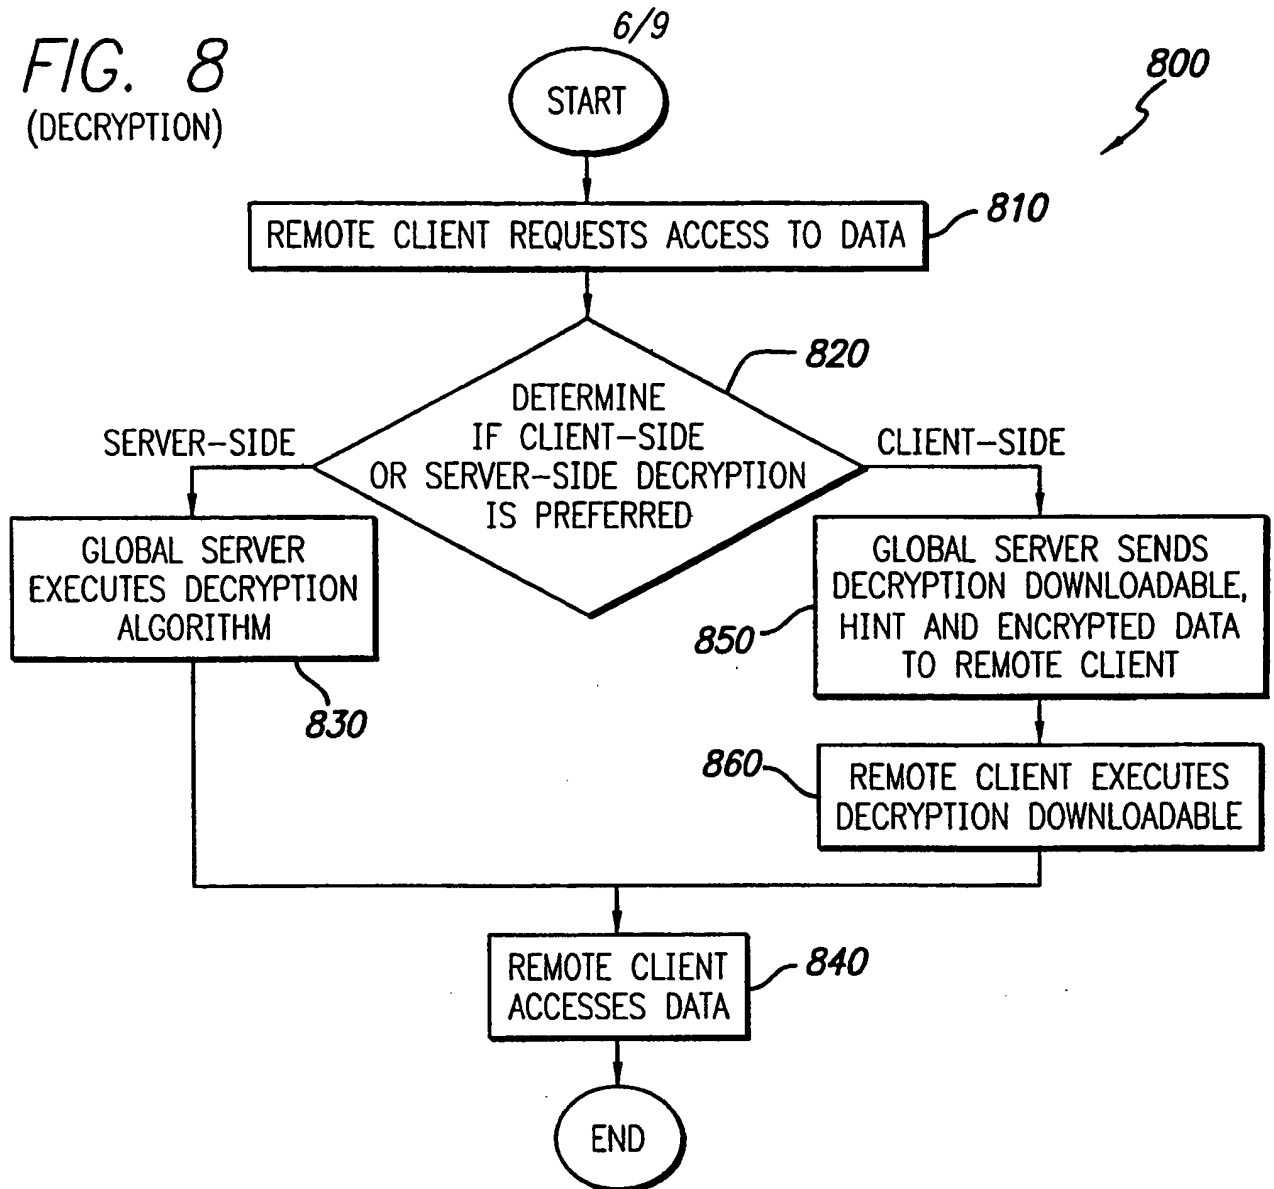 6/9
FIG. 8
(DECRYPTION)
START
800
REMOTE CLIENT REQUESTS ACCESS TO DATA
810
DETERMINE
IF CLIENT-SIDE
OR SERVER-SIDE DECRYPTION
IS PREFERRED
820
SERVER-SIDE
CLIENT-SIDE
GLOBAL SERVER
EXECUTES DECRYPTION
ALGORITHM
830
GLOBAL SERVER SENDS
DECRYPTION DOWNLOADABLE,
HINT AND ENCRYPTED DATA
TO REMOTE CLIENT
850
REMOTE CLIENT EXECUTES
DECRYPTION DOWNLOADABLE
860
REMOTE CLIENT
ACCESSES DATA
840
END